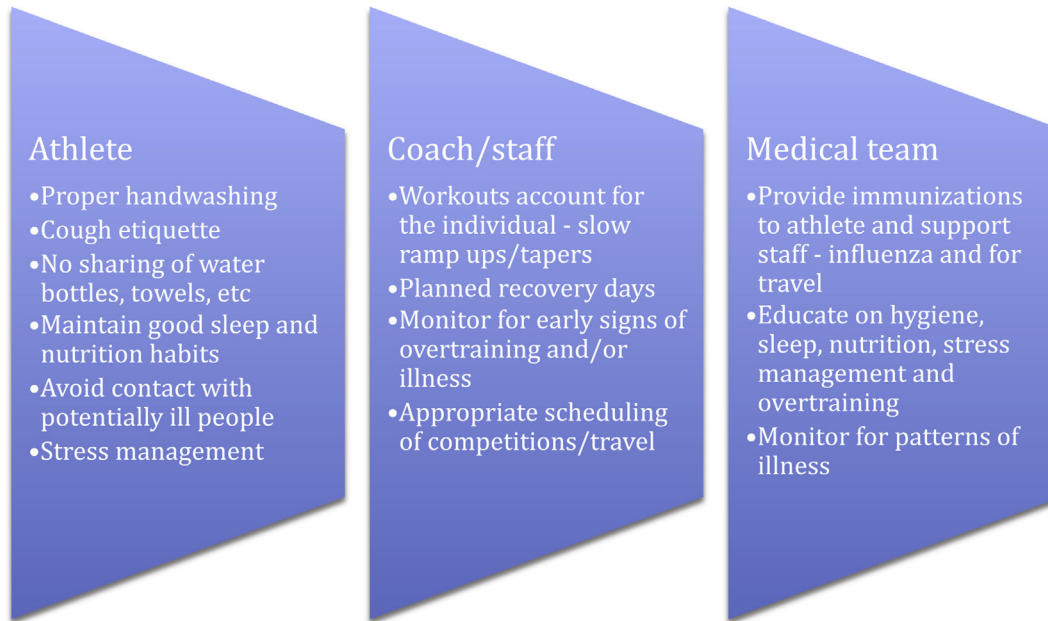 Athlete
•Proper handwashing
•Cough etiquette
•No sharing of water
bottles, towels, etc
•Maintain good sleep and
nutrition habits
•Avoid contact with
potentially ill people
•Stress management
Coach/staff
•Workouts account for
the individual - slow
ramp ups/tapers
•Planned recovery days
•Monitor for early signs of
overtraining and/or
illness
•Appropriate scheduling
of competitions/travel
Medical team
•Provide immunizations
to athlete and support
staff - influenza and for
travel
•Educate on hygiene,
sleep, nutrition, stress
management and
overtraining
•Monitor for patterns of
illness